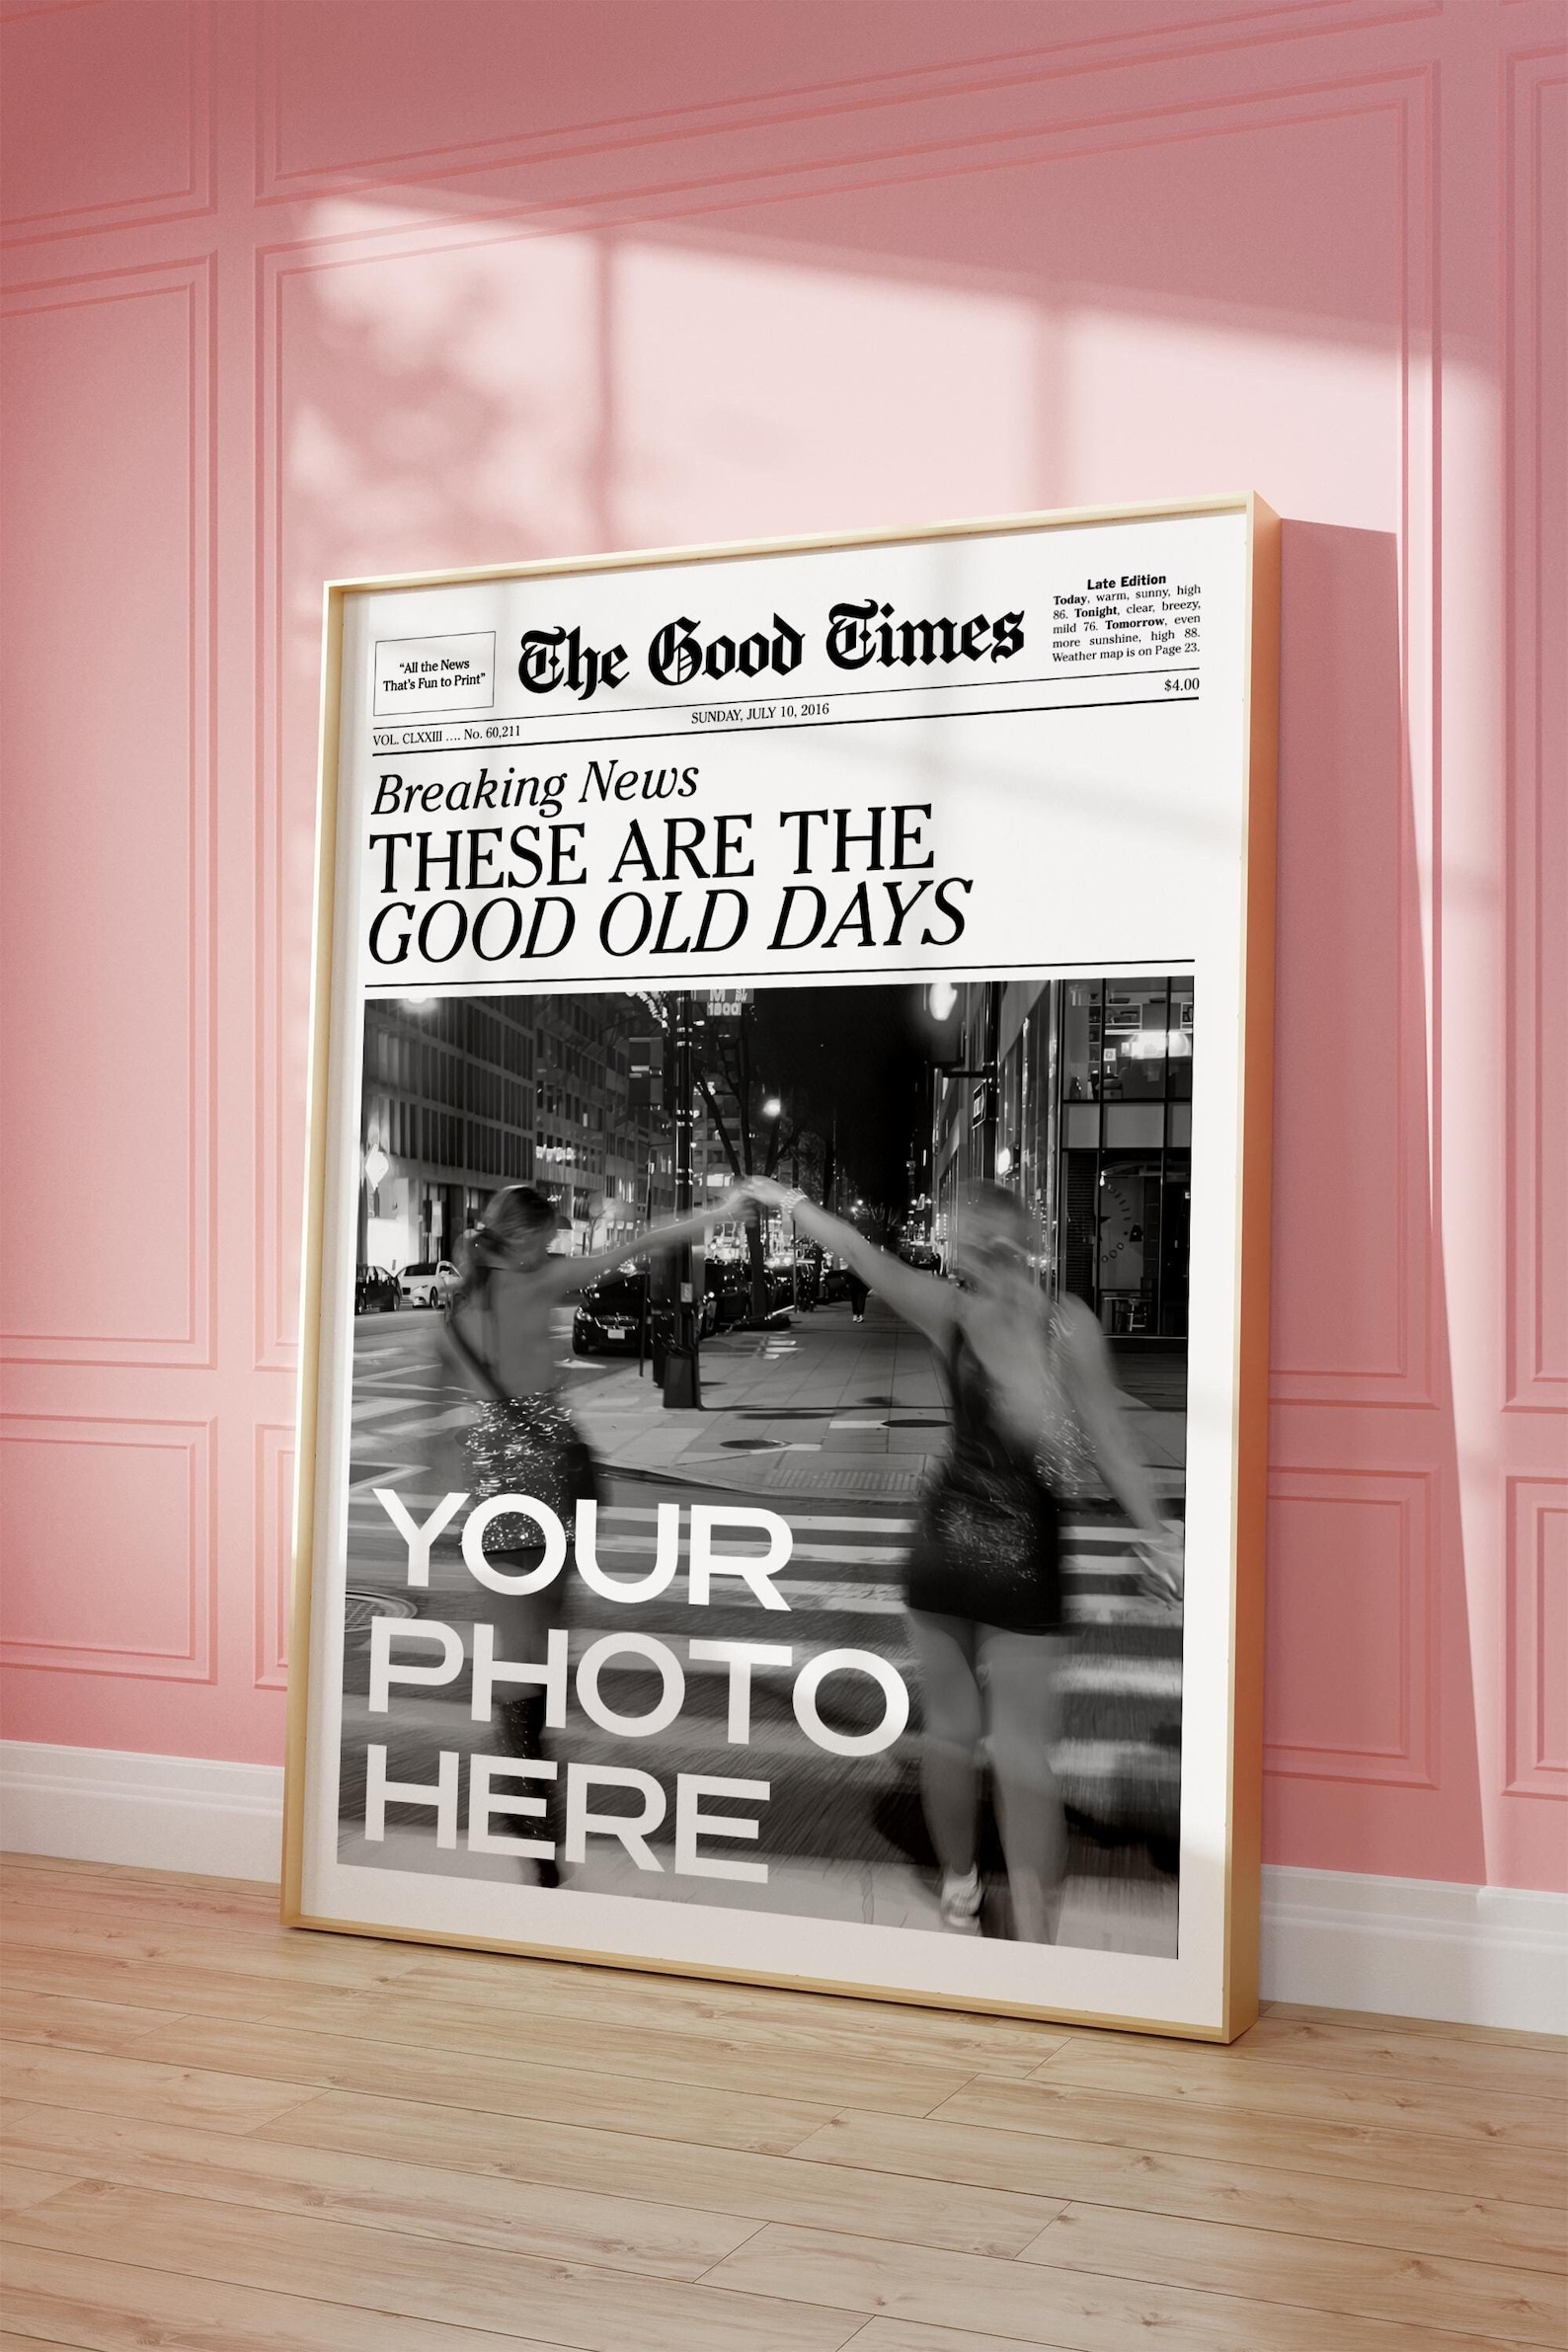 “All the News
That’s Fun to Print”
The Good Times
Late Edition
Today, warm, sunny, high
86. Tonight, clear, breezy,
mild 76. Tomorrow, even
more sunshine, high 88.
Weather map is on Page 23.
VOL. CLXXIII .... No. 60,211
SUNDAY, JULY 10, 2016
$4.00
Breaking News
THESE ARE THE
GOOD OLD DAYS
M
1800
YOUR
PHOTO
HERE